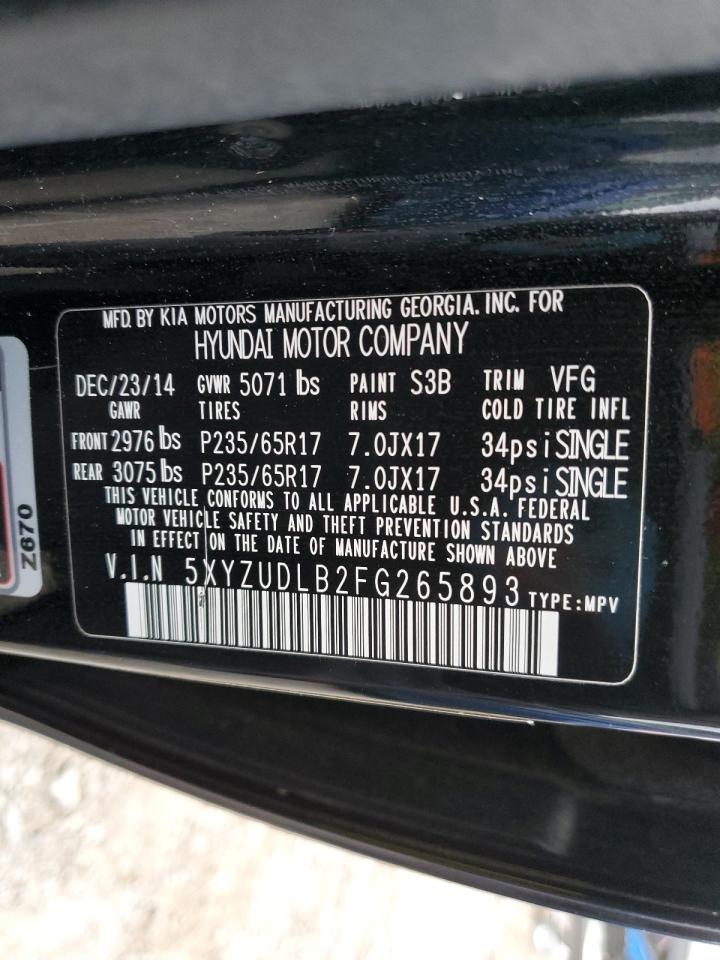 MFD. BY KIA MOTORS MANUFACTURING GEORGIA, INC. FOR
HYUNDAI MOTOR COMPANY
DEC/23/14 GVWR 5071 lbs PAINT S3B TRIM VFG
GAWR TIRES RIMS COLD TIRE INFL
FRONT 2976 lbs P235/65R17 7.0JX17 34psi SINGLE
REAR 3075 lbs P235/65R17 7.0JX17 34psi SINGLE
THIS VEHICLE CONFORMS TO ALL APPLICABLE U.S.A. FEDERAL
MOTOR VEHICLE SAFETY AND THEFT PREVENTION STANDARDS
IN EFFECT ON THE DATE OF MANUFACTURE SHOWN ABOVE
V.I.N 5XYZUDLB2FG265893 TYPE:MPV
Z670